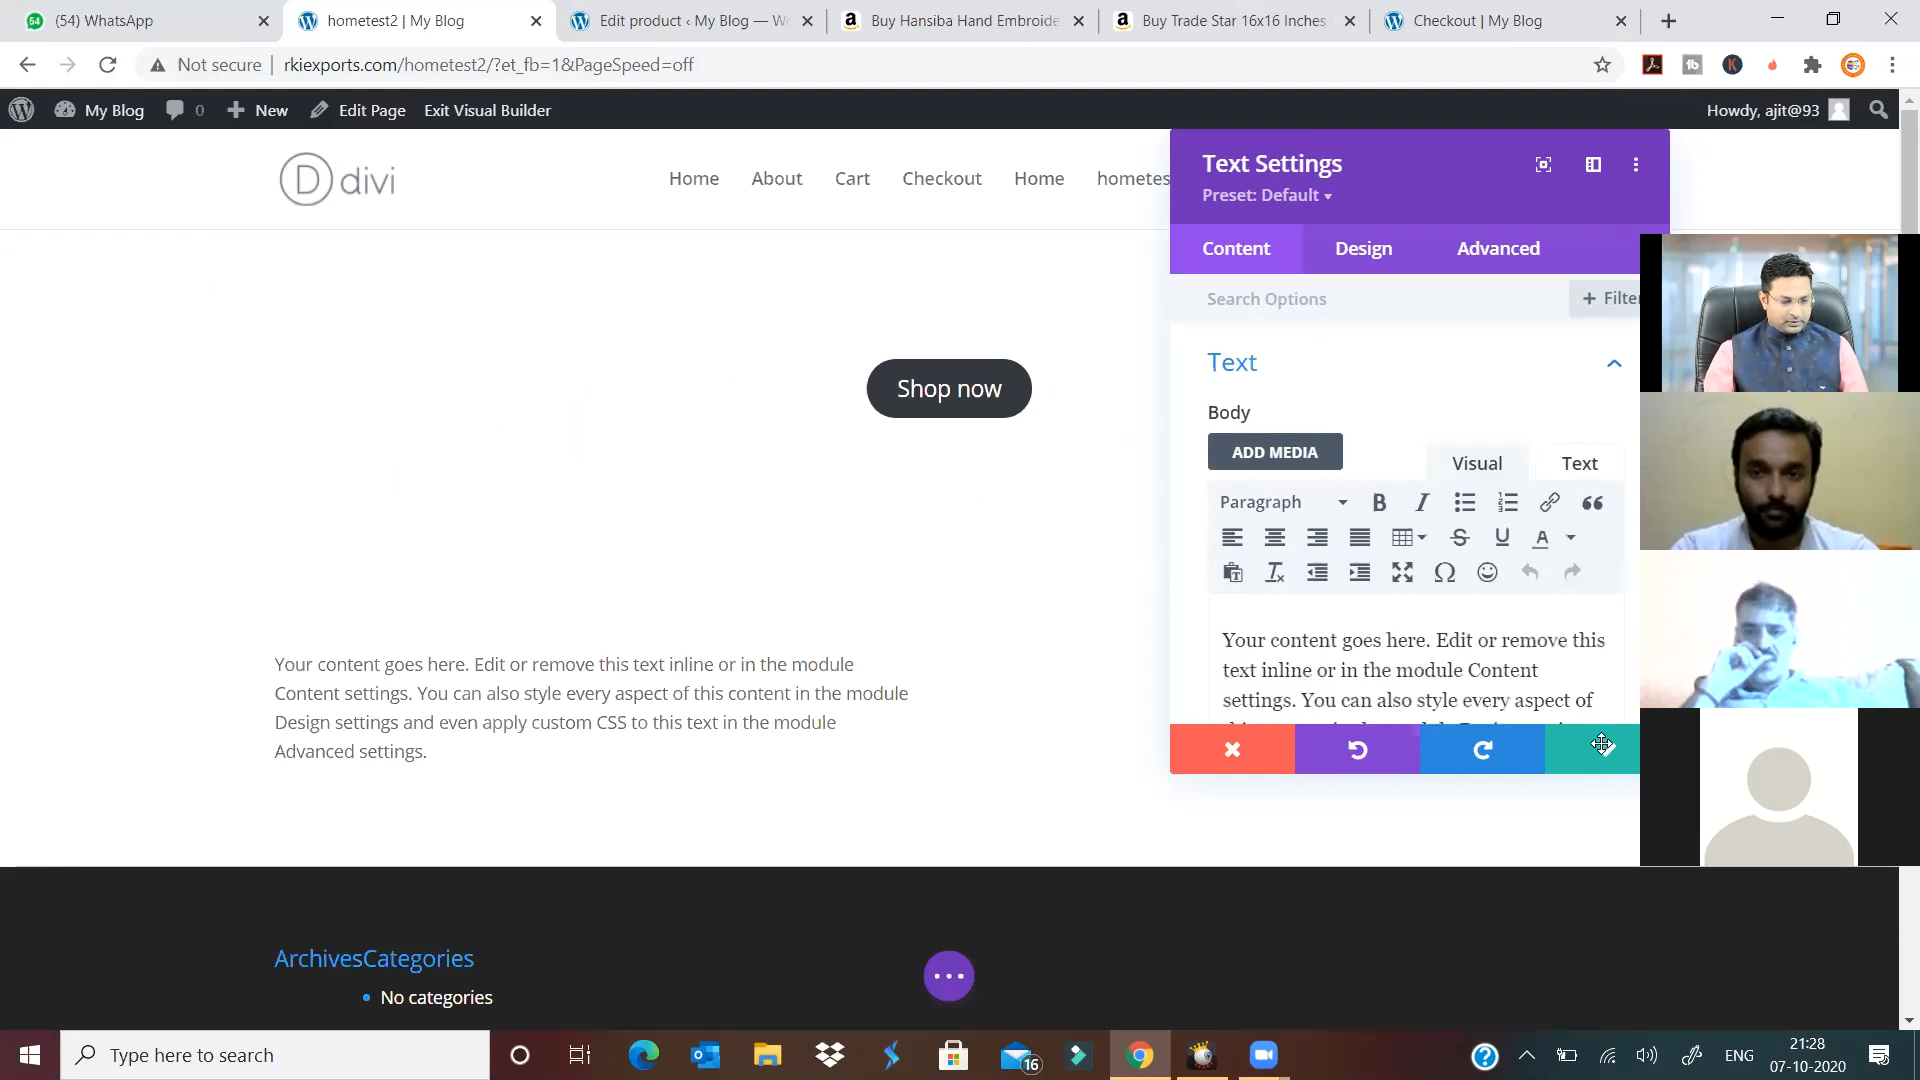 (54) WhatsApp
hometest2 | My Blog
Edit product ‹ My Blog — Wo
Buy Hansiba Hand Embroide
Buy Trade Star 16x16 Inches
Checkout | My Blog
Not secure
rkiexports.com/hometest2/?et_fb=1&PageSpeed=off
My Blog
0
New
Edit Page
Exit Visual Builder
Howdy, ajit@93
D divi
Home
About
Cart
Checkout
Home
hometes
Text Settings
Preset: Default
Content
Design
Advanced
Search Options
+ Filter
Text
Body
ADD MEDIA
Visual
Text
Paragraph
Your content goes here. Edit or remove this
text inline or in the module Content
settings. You can also style every aspect of
Shop now
Your content goes here. Edit or remove this text inline or in the module
Content settings. You can also style every aspect of this content in the module
Design settings and even apply custom CSS to this text in the module
Advanced settings.
ArchivesCategories
No categories
Type here to search
16
ENG
21:28
07-10-2020